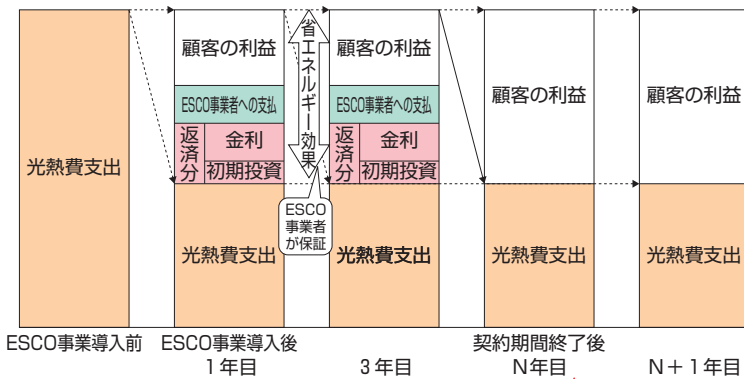 光熱費支出
ESCO事業導入前
顧客の利益
ESCO事業者への支払
返済分
金利
初期投資
光熱費支出
ESCO事業導入後
1年目
省エネルギー効果
ESCO
事業者
が保証
顧客の利益
ESCO事業者への支払
返済分
金利
初期投資
光熱費支出
3年目
顧客の利益
光熱費支出
契約期間終了後
N年目
顧客の利益
光熱費支出
N+1年目